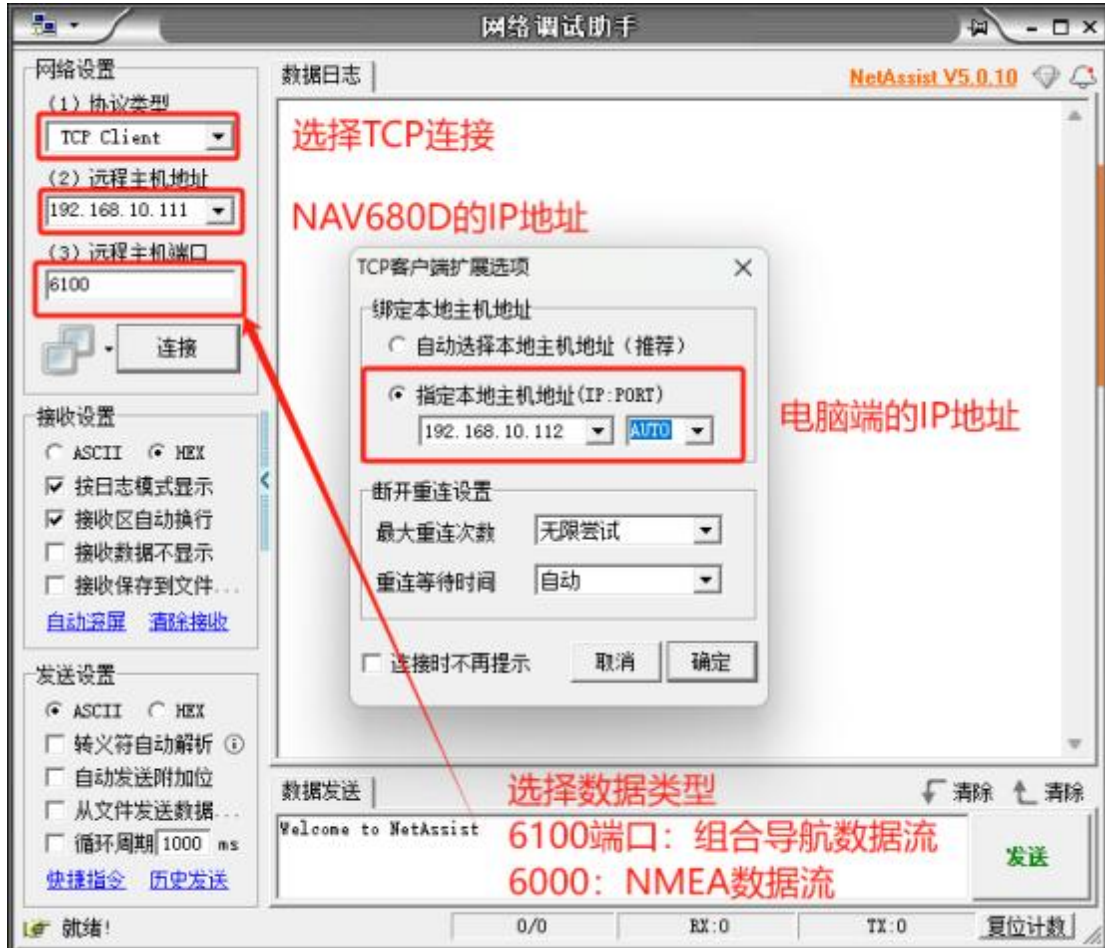 网络调试助手
网络设置
(1) 协议类型
TCP Client
(2) 远程主机地址
192.168.10.111
(3) 远程主机端口
6100
连接
接收设置
ASCII HEX
按日志模式显示
接收区自动换行
接收数据不显示
接收保存到文件...
自动滚屏 清除接收
发送设置
ASCII HEX
转义符自动解析
自动发送附加位
从文件发送数据...
循环周期 1000 ms
快捷指令 历史发送
数据日志
NetAssist V5.0.10
选择TCP连接
NAV680D的IP地址
TCP客户端扩展选项
绑定本地主机地址
自动选择本地主机地址（推荐）
指定本地主机地址(IP:PORT)
192.168.10.112 AUTO
电脑端的IP地址
断开重连设置
最大重连次数 无限尝试
重连等待时间 自动
连接时不再提示 取消 确定
数据发送 选择数据类型 清除 清除
Welcome to NetAssist
6100端口：组合导航数据流
6000：NMEA数据流
发送
就绪! 0/0 RX:0 TX:0 复位计数